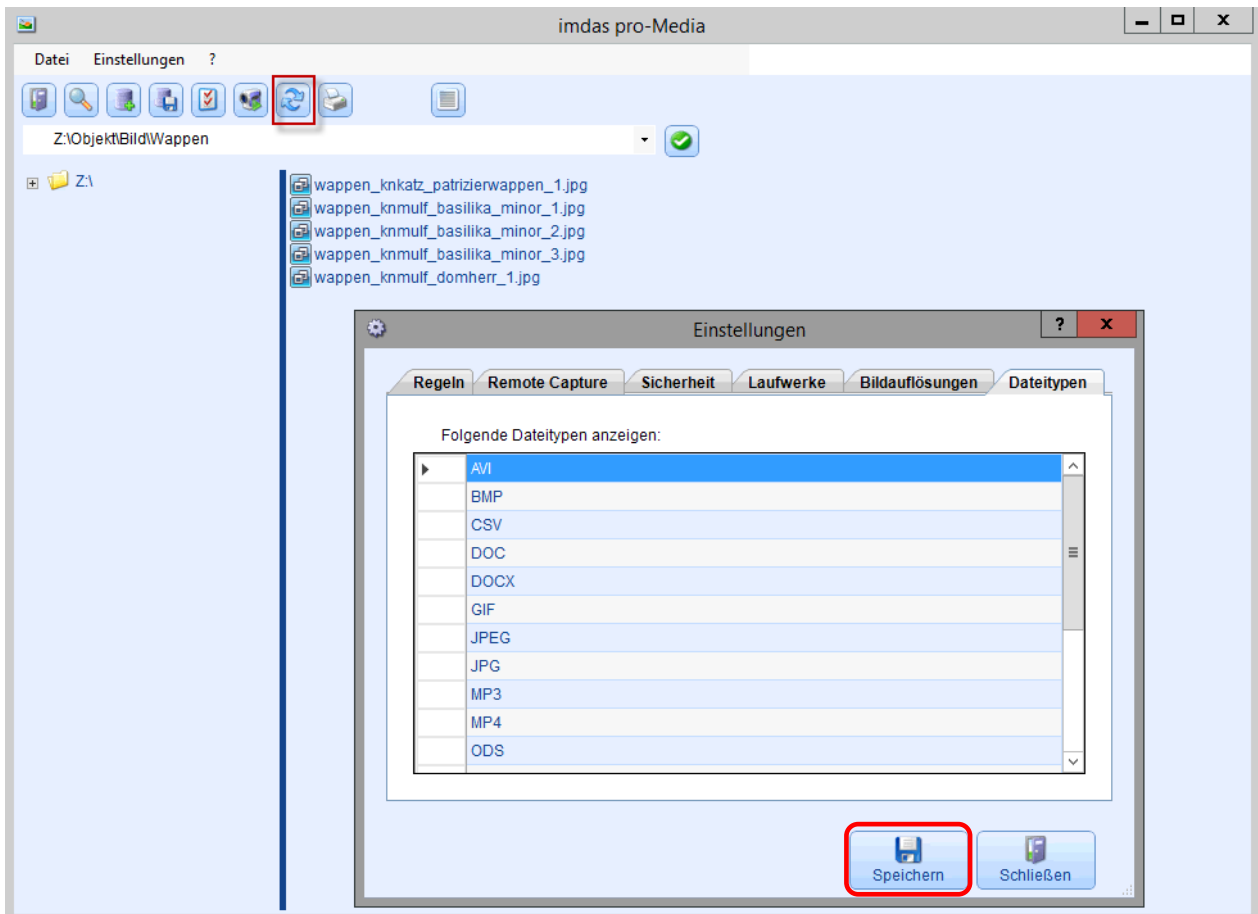 imdas pro-Media
Datei Einstellungen ?
Z:\Objekt\Bild\Wappen
Z:\
wappen_knkatz_patrizierwappen_1.jpg
wappen_knmulf_basilika_minor_1.jpg
wappen_knmulf_basilika_minor_2.jpg
wappen_knmulf_basilika_minor_3.jpg
wappen_knmulf_domherr_1.jpg
Einstellungen
Regeln Remote Capture Sicherheit Laufwerke Bildauflösungen Dateitypen
Folgende Dateitypen anzeigen:
AVI
BMP
CSV
DOC
DOCX
GIF
JPEG
JPG
MP3
MP4
ODS
Speichern Schließen